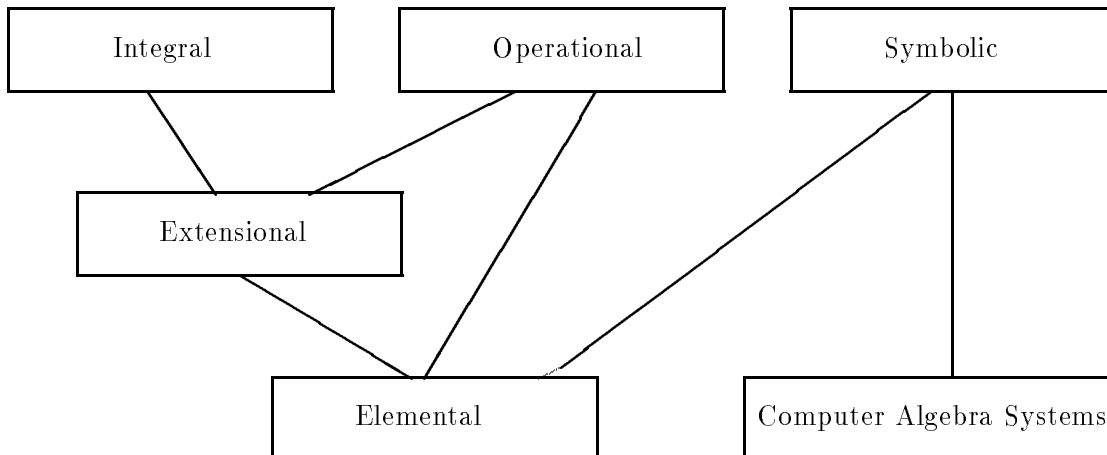 Integral
Operational
Symbolic
Extensional
Elemental
Computer Algebra Systems